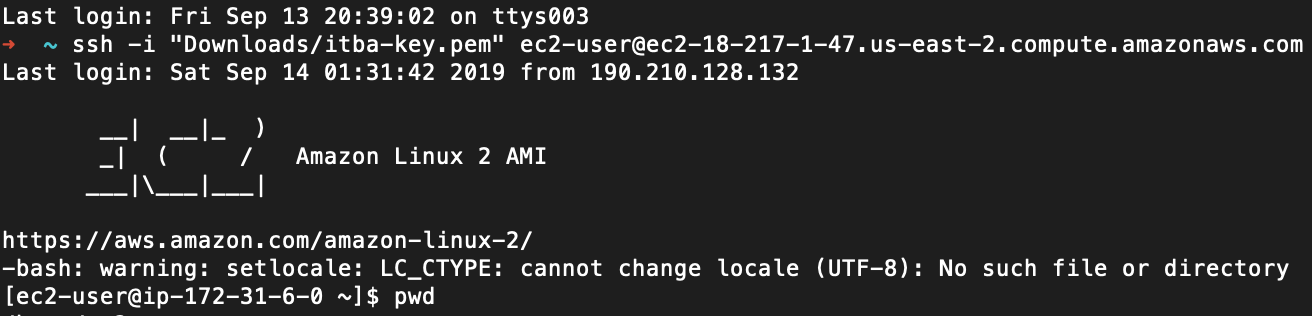 Last login: Fri Sep 13 20:39:02 on ttys003
➜  ~ ssh -i "Downloads/itba-key.pem" ec2-user@ec2-18-217-1-47.us-east-2.compute.amazonaws.com
Last login: Sat Sep 14 01:31:42 2019 from 190.210.128.132
       __|  __|_  )
       _|  (     /   Amazon Linux 2 AMI
      ___|\___|___|
https://aws.amazon.com/amazon-linux-2/
-bash: warning: setlocale: LC_CTYPE: cannot change locale (UTF-8): No such file or directory
[ec2-user@ip-172-31-6-0 ~]$ pwd